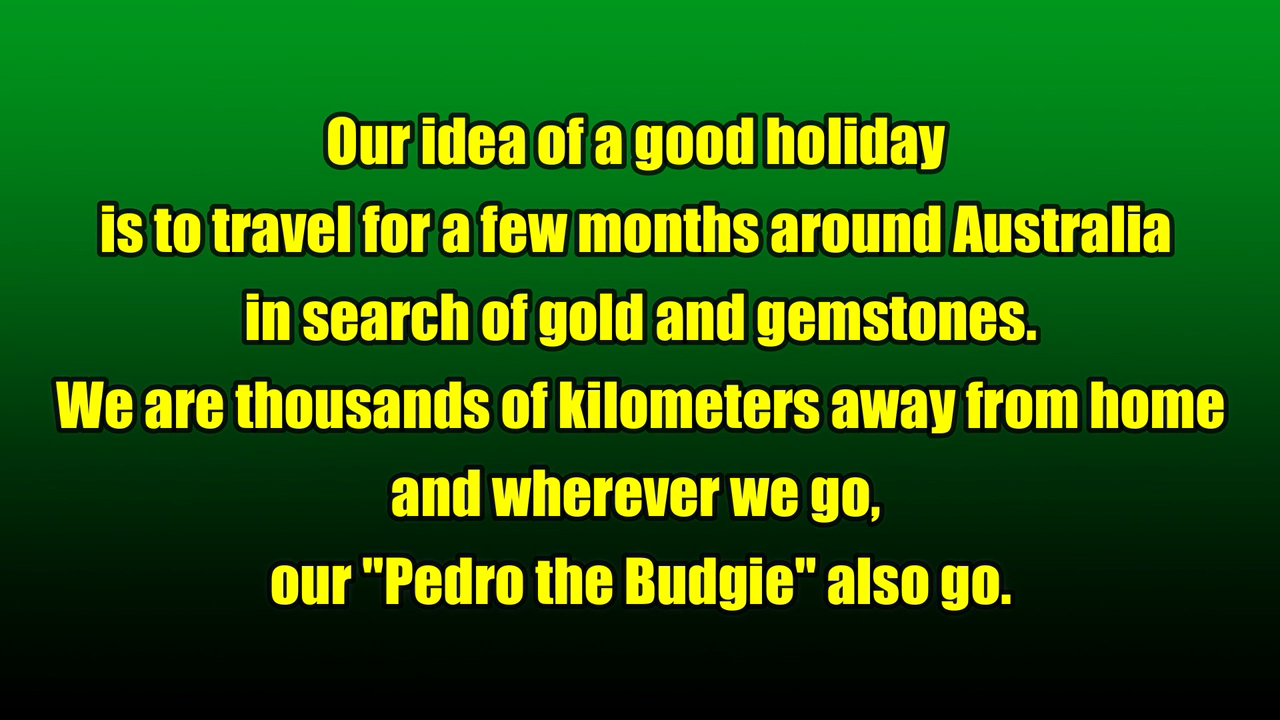 Our idea of a good holiday
is to travel for a few months around Australia
in search of gold and gemstones.
We are thousands of kilometers away from home
and wherever we go,
our "Pedro the Budgie" also go.